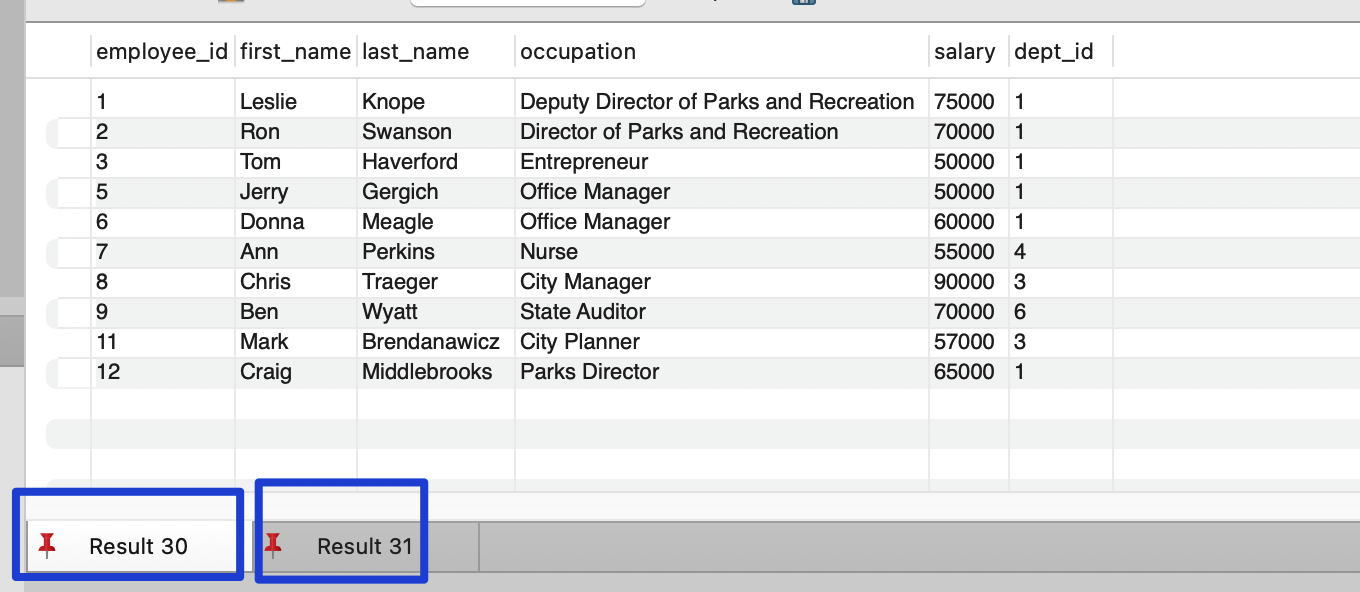 employee_id first_name last_name occupation salary dept_id
1 Leslie Knope Deputy Director of Parks and Recreation 75000 1
2 Ron Swanson Director of Parks and Recreation 70000 1
3 Tom Haverford Entrepreneur 50000 1
5 Jerry Gergich Office Manager 50000 1
6 Donna Meagle Office Manager 60000 1
7 Ann Perkins Nurse 55000 4
8 Chris Traeger City Manager 90000 3
9 Ben Wyatt State Auditor 70000 6
11 Mark Brendanawicz City Planner 57000 3
12 Craig Middlebrooks Parks Director 65000 1
Result 30 Result 31